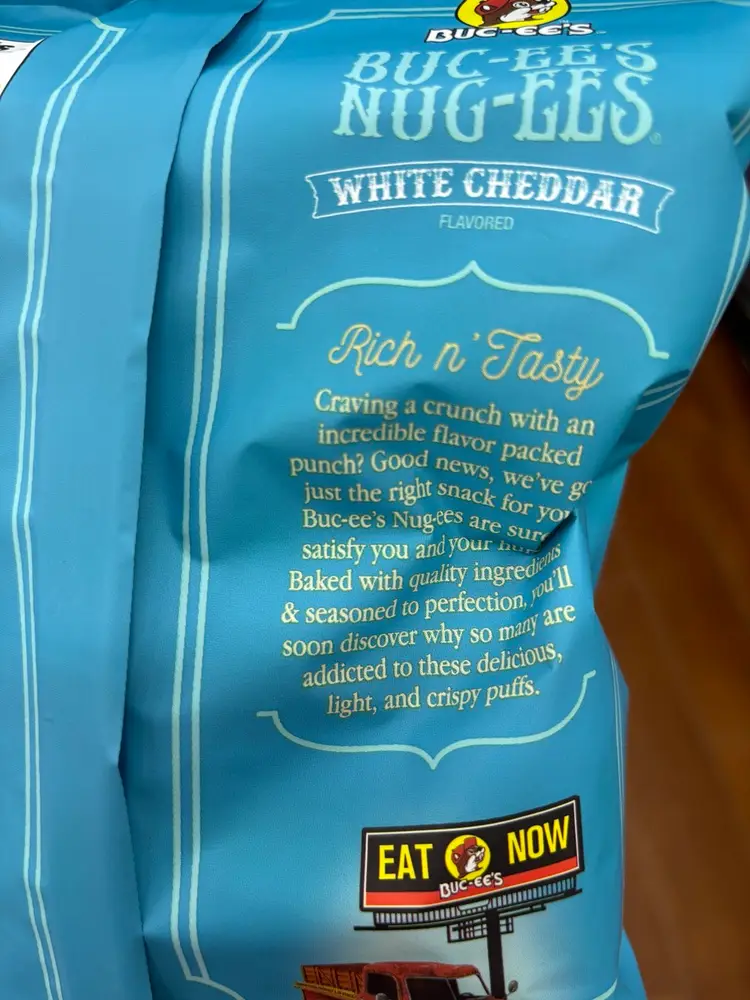 BUC-EE'S
BUC-EE'S
NUG-EES
WHITE CHEDDAR
FLAVORED
Rich n' Tasty
Craving a crunch with an
incredible flavor packed
punch? Good news, we've
just the right snack for
Buc-ee's Nug-ees are
satisfy you and your
Baked with quality ingredients
& seasoned to perfection, you'll
soon discover why so many are
addicted to these delicious,
light, and crispy puffs.
EAT NOW
BUC-EE'S